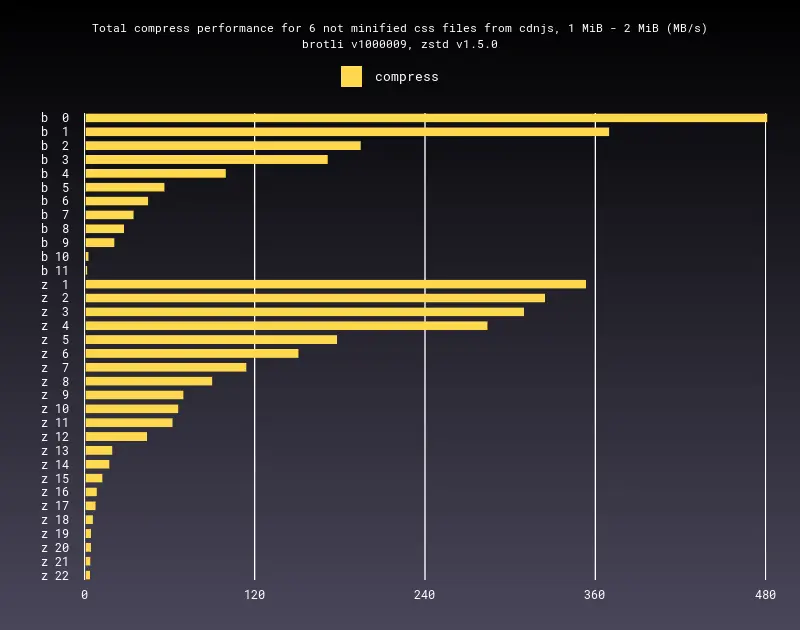 Total compress performance for 6 not minified css files from cdnjs, 1 MiB - 2 MiB (MB/s)
brotli v1000009, zstd v1.5.0
compress
b 0
b 1
b 2
b 3
b 4
b 5
b 6
b 7
b 8
b 9
b 10
b 11
z 1
z 2
z 3
z 4
z 5
z 6
z 7
z 8
z 9
z 10
z 11
z 12
z 13
z 14
z 15
z 16
z 17
z 18
z 19
z 20
z 21
z 22
0 120 240 360 480